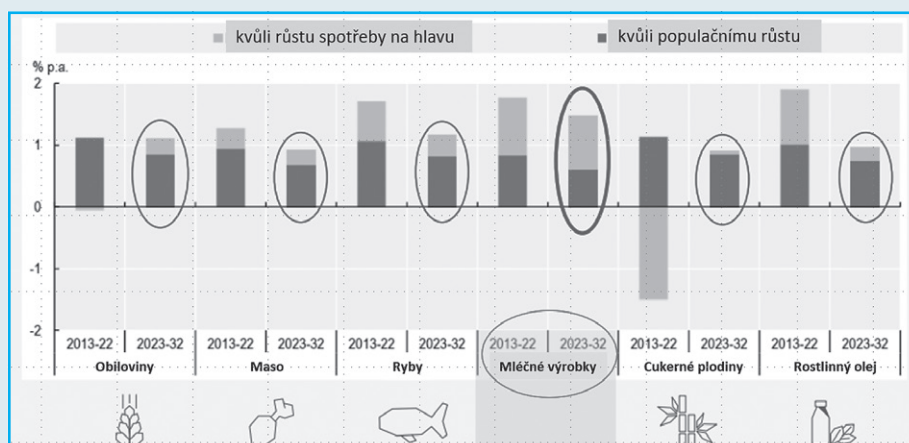 kvůli růstu spotřeby na hlavu kvůli populačnímu růstu
% p.a.
2
1
0
-1
-2
2013-22 2023-32 2013-22 2023-32 2013-22 2023-32 2013-22 2023-32 2013-22 2023-32 2013-22 2023-32
Obiloviny Maso Ryby Mléčné výrobky Cukerné plodiny Rostlinný olej